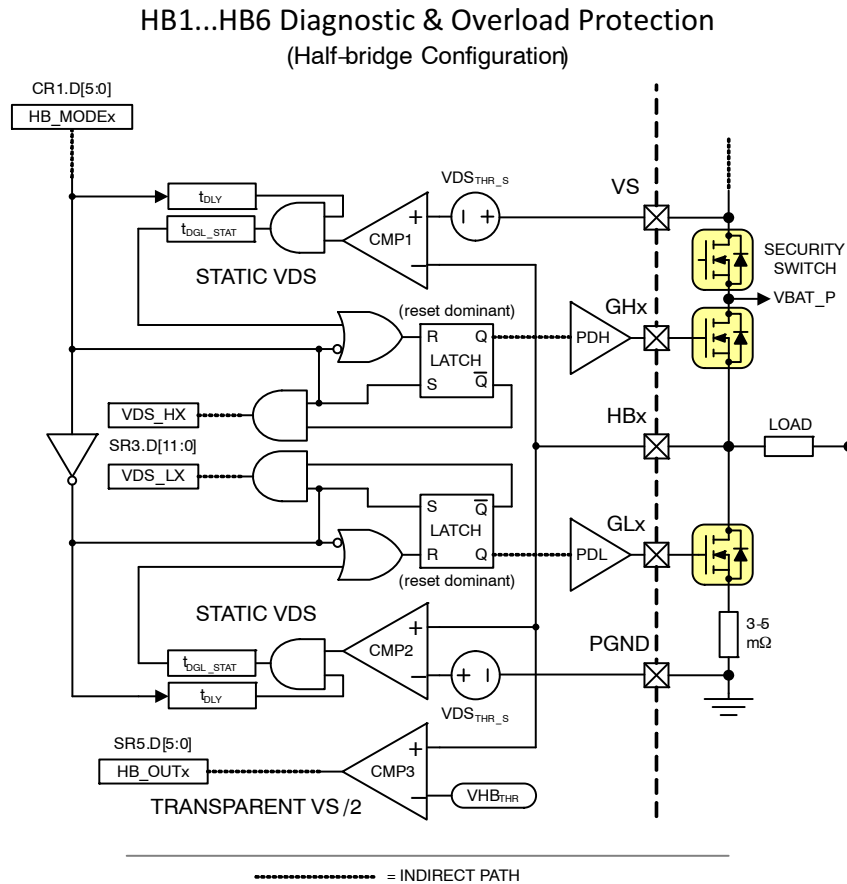 HB1...HB6 Diagnostic & Overload Protection
(Half-bridge Configuration)
CR1.D[5:0]
HB_MODEx
VDSTHR_S
VS
tDLY
tDGL_STAT
+
CMP1
−
− +
STATIC VDS
SECURITY
SWITCH
VBAT_P
(reset dominant)
GHx
R Q
LATCH
S Q
PDH
VDS_HX
HBx
LOAD
SR3.D[11:0]
VDS_LX
S Q
LATCH
R Q
GLx
PDL
(reset dominant)
STATIC VDS
3-5
mΩ
+
CMP2
−
PGND
tDGL_STAT
+ −
tDLY
VDSTHR_S
SR5.D[5:0]
HB_OUTx
+
CMP3
−
VHBTHR
TRANSPARENT VS/2
= INDIRECT PATH